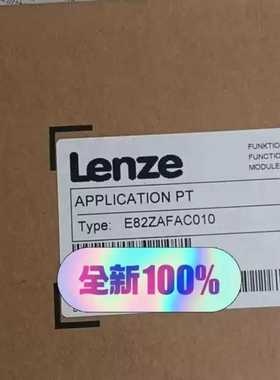 Lenze
FUNKTIO
FUNCTIO
MODULE
APPLICATION PT
Type: E82ZAFAC010
全新100%